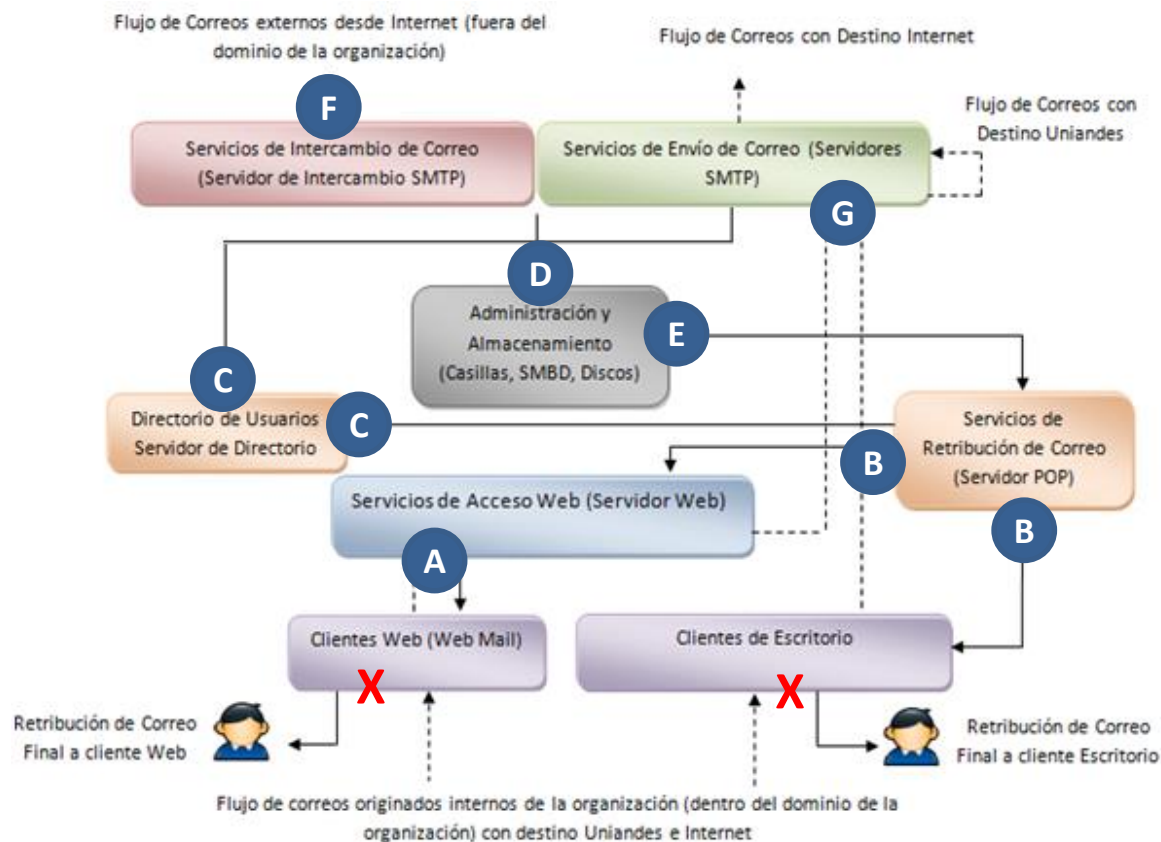 Flujo de Correos externos desde Internet (fuera del
dominio de la organización)
Flujo de Correos con Destino Internet
F
Flujo de Correos con
Destino Uniandes
Servicios de Intercambio de Correo
(Servidor de Intercambio SMTP)
Servicios de Envío de Correo (Servidores
SMTP)
G
D
Administración y
Almacenamiento
(Casillas, SMBD, Discos)
E
C
Directorio de Usuarios
Servidor de Directorio
C
Servicios de
Retribución de Correo
(Servidor POP)
B
B
Servicios de Acceso Web (Servidor Web)
A
Clientes Web (Web Mail)
X
Clientes de Escritorio
X
Retribución de Correo
Final a cliente Web
Retribución de Correo
Final a cliente Escritorio
Flujo de correos originados internos de la organización (dentro del dominio de la
organización) con destino Uniandes e Internet